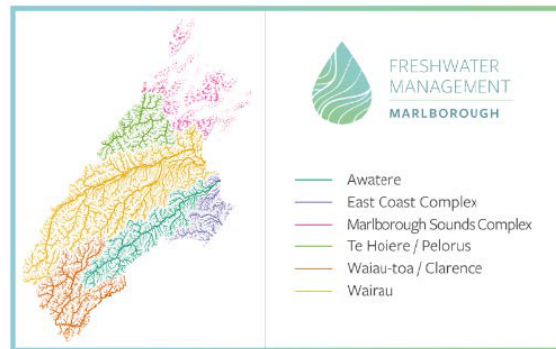 FRESHWATER
MANAGEMENT
MARLBOROUGH
Awatere
East Coast Complex
Marlborough Sounds Complex
Te Hoiere / Pelorus
Waiau-toa / Clarence
Wairau